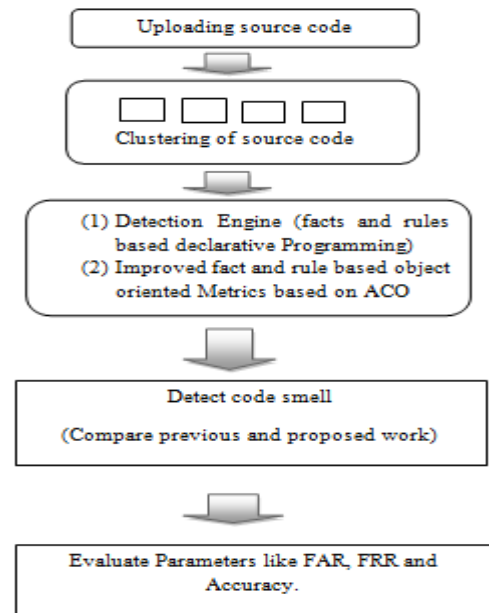 Uploading source code
Clustering of source code
(1) Detection Engine (facts and rules
based declarative Programming)
(2) Improved fact and rule based object
oriented Metrics based on ACO
Detect code smell
(Compare previous and proposed work)
Evaluate Parameters like FAR, FRR and
Accuracy.